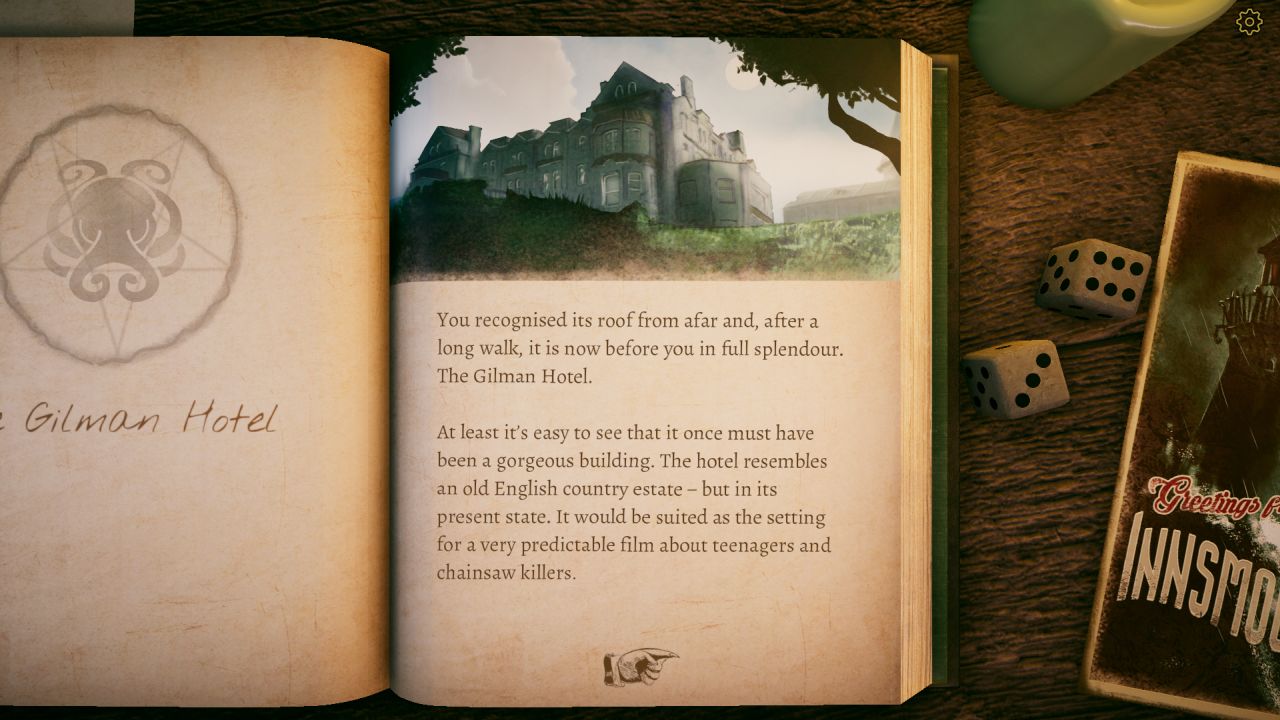 Gilman Hotel
You recognised its roof from afar and, after a
long walk, it is now before you in full splendour.
The Gilman Hotel.
At least it's easy to see that it once must have
been a gorgeous building. The hotel resembles
an old English country estate – but in its
present state. It would be suited as the setting
for a very predictable film about teenagers and
chainsaw killers.
Greetings